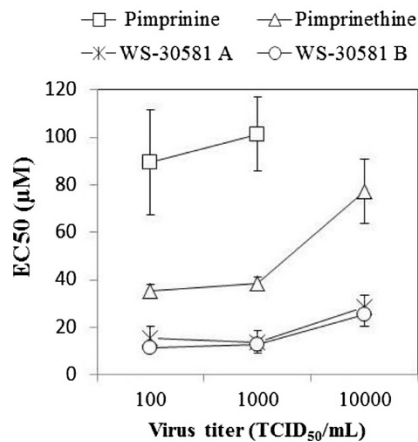 Pimprinine Pimprinethine
WS-30581 A WS-30581 B
120
100
80
60
40
20
0
EC50 (µM)
100 1000 10000
Virus titer (TCID50/mL)